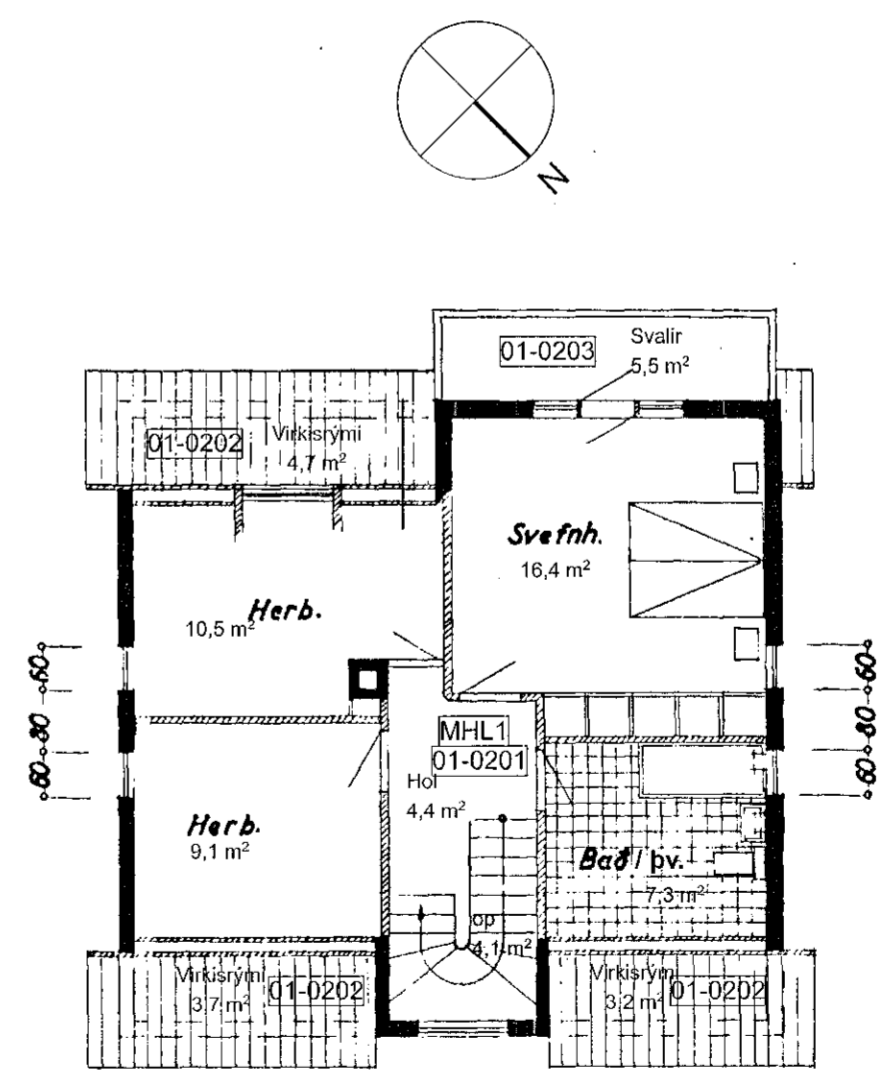 N
Svalir
01-0203
5,5 m²
01-0202
Virkisrými
4,7 m²
Svefnh.
16,4 m²
Herb.
10,5 m²
60
80
60
60
80
60
MHL1
01-0201
Hol
4,4 m²
Herb.
9,1 m²
Bað / þv.
7,3 m²
op
4,1 m²
Virkisrými
3,7 m²
01-0202
Virkisrým
3,2 m²
01-0202